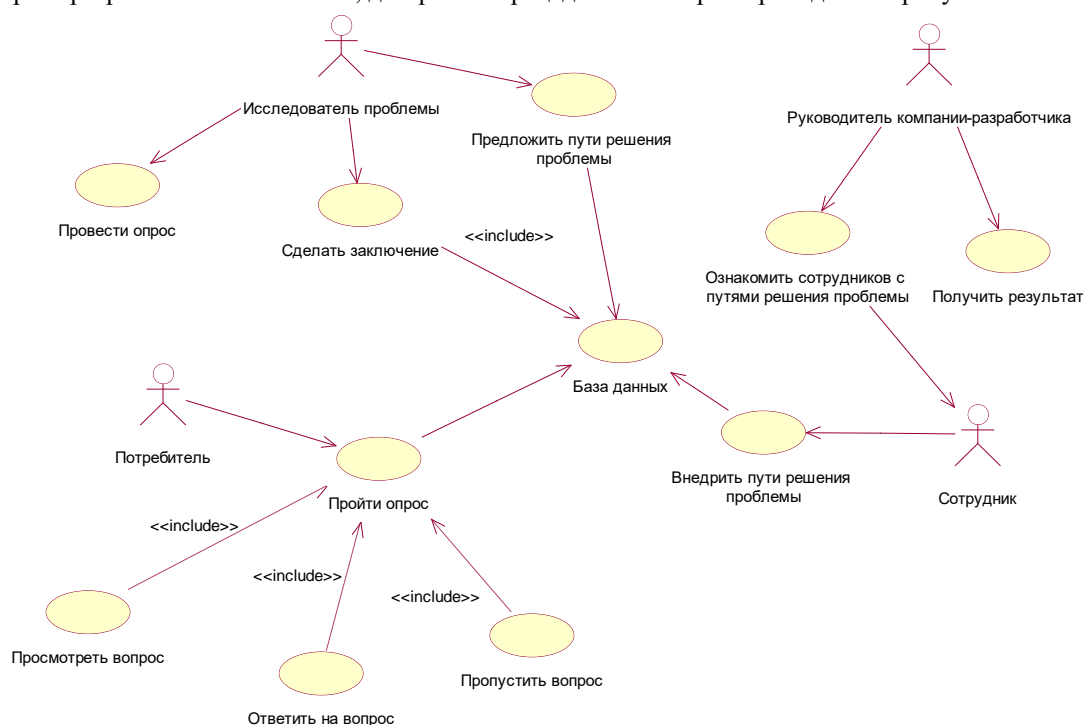 Исследователь проблемы
Руководитель компании-разработчика
Предложить пути решения
проблемы
Провести опрос
Сделать заключение
<<include>>
Ознакомить сотрудников с
путями решения проблемы
Получить результат
База данных
Потребитель
Внедрить пути решения
проблемы
Сотрудник
Пройти опрос
<<include>>
<<include>>
<<include>>
Просмотреть вопрос
Пропустить вопрос
Ответить на вопрос